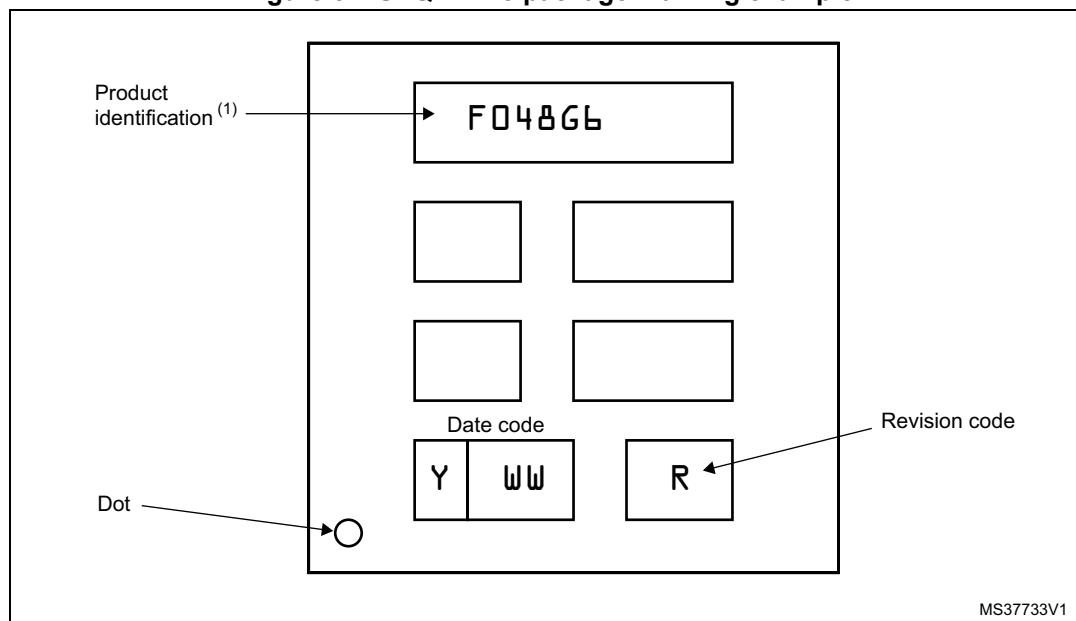 Product
identification (1)
F048G6
Date code
Y WW R
Revision code
Dot
MS37733V1